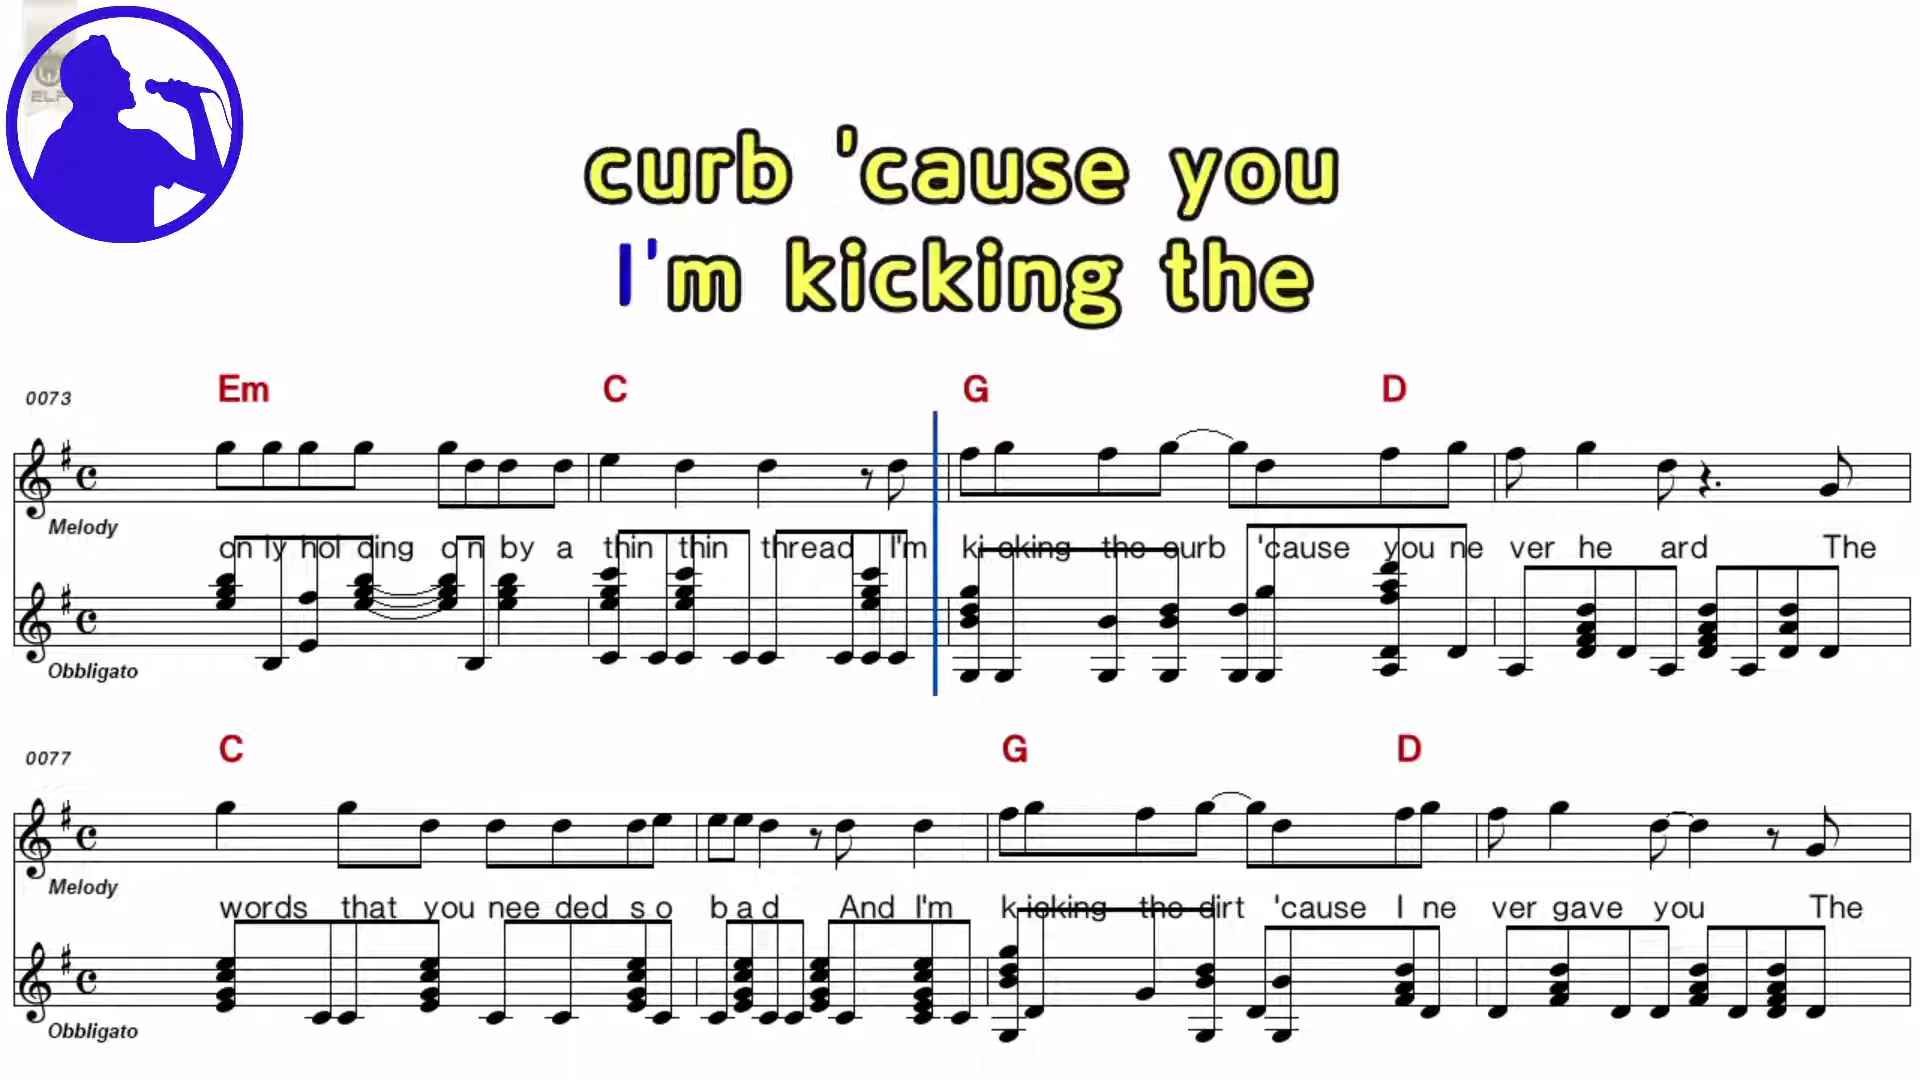 ELF
curb 'cause you
I'm kicking the
Em C G D
0073
Melody
on ly hol ding o n by a thin thin thread I'm ki cking the curb 'cause you ne ver he ard The
Obbligato
C G D
0077
Melody
words that you nee ded s o b a d And I'm k icking the dirt 'cause I ne ver gave you The
Obbligato